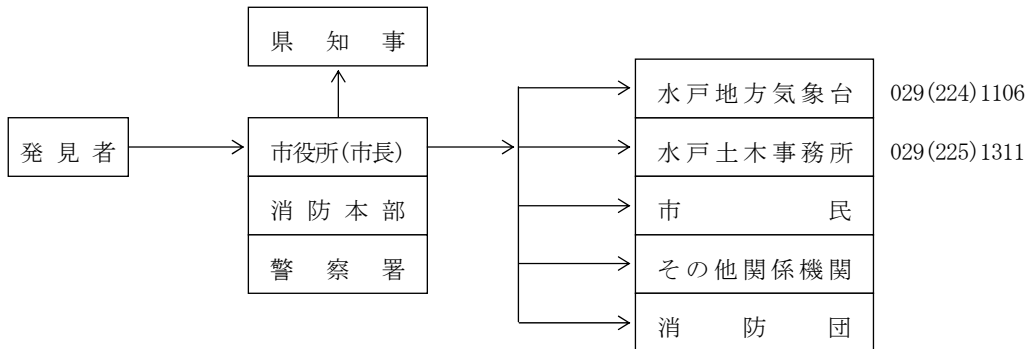 県知事
水戸地方気象台 029(224)1106
発見者 市役所(市長) 水戸土木事務所 029(225)1311
消防本部 市民
警察署 その他関係機関
消防団